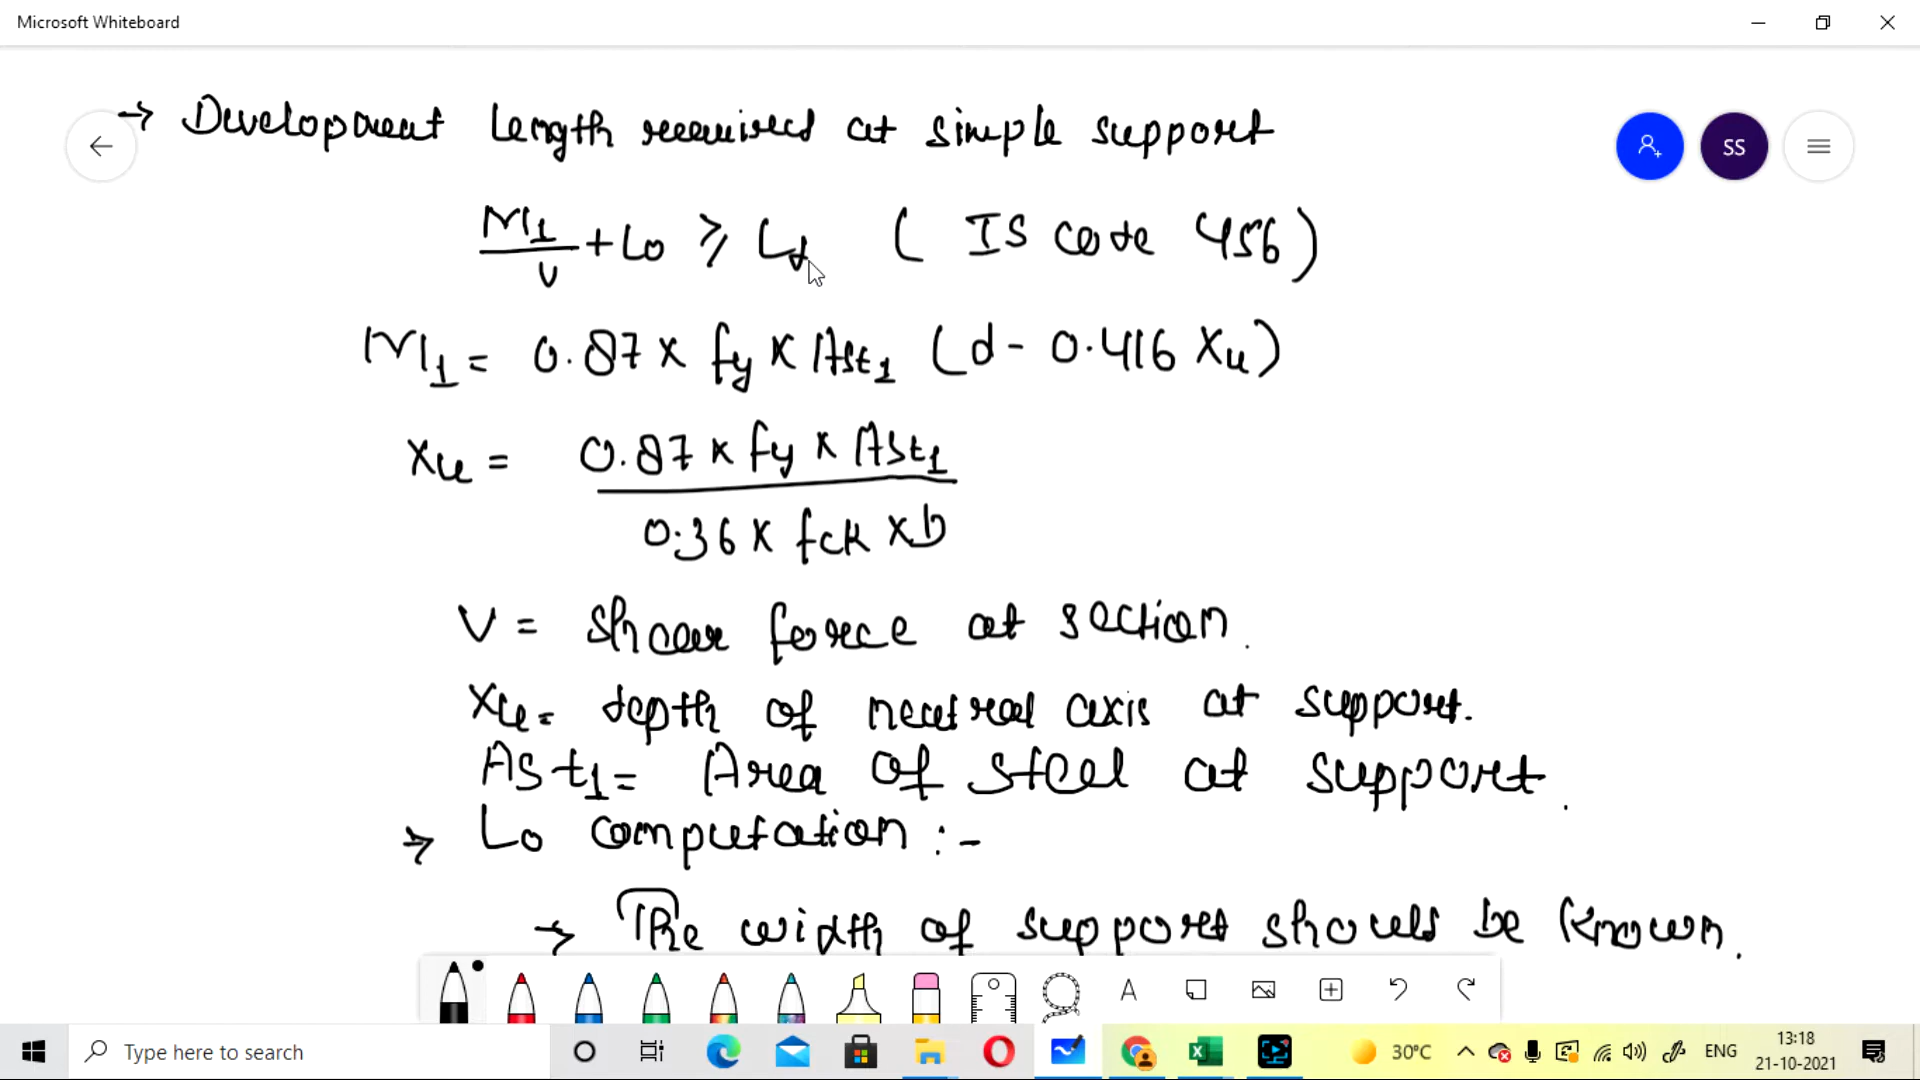 Microsoft Whiteboard
→ Development length required at simple support
SS
M1/V + Lo ⩾ Ld ( IS code 456)
M1 = 0.87 x fy x Ast1 (d - 0.416 Xu)
Xu = 0.87 x fy x Ast1 / 0.36 x fck x b
V = Shear force at section.
Xu = depth of neutral axis at support.
Ast1 = Area of steel at support.
→ Lo computation :-
→ The width of support should be known.
A
Type here to search
30°C
ENG
13:18
21-10-2021